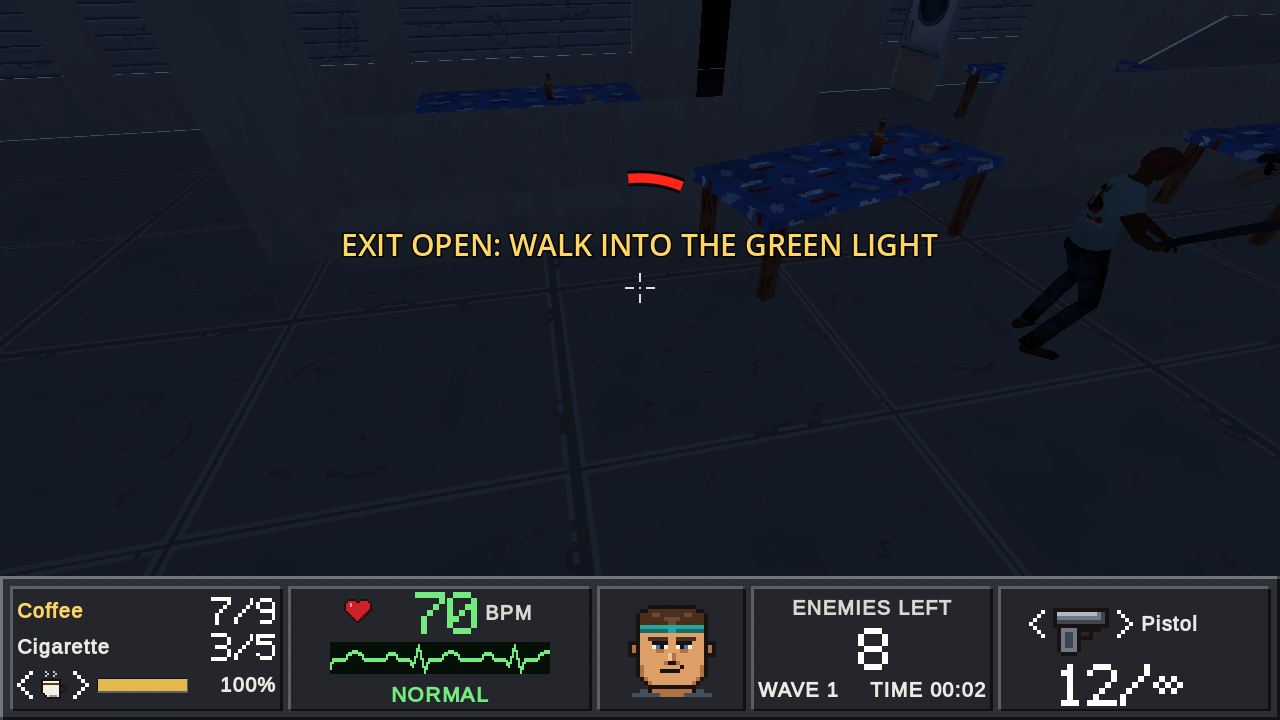 EXIT OPEN: WALK INTO THE GREEN LIGHT
Coffee 7/9
Cigarette 3/5
100%
70 BPM
NORMAL
ENEMIES LEFT
8
WAVE 1 TIME 00:02
Pistol
12/∞